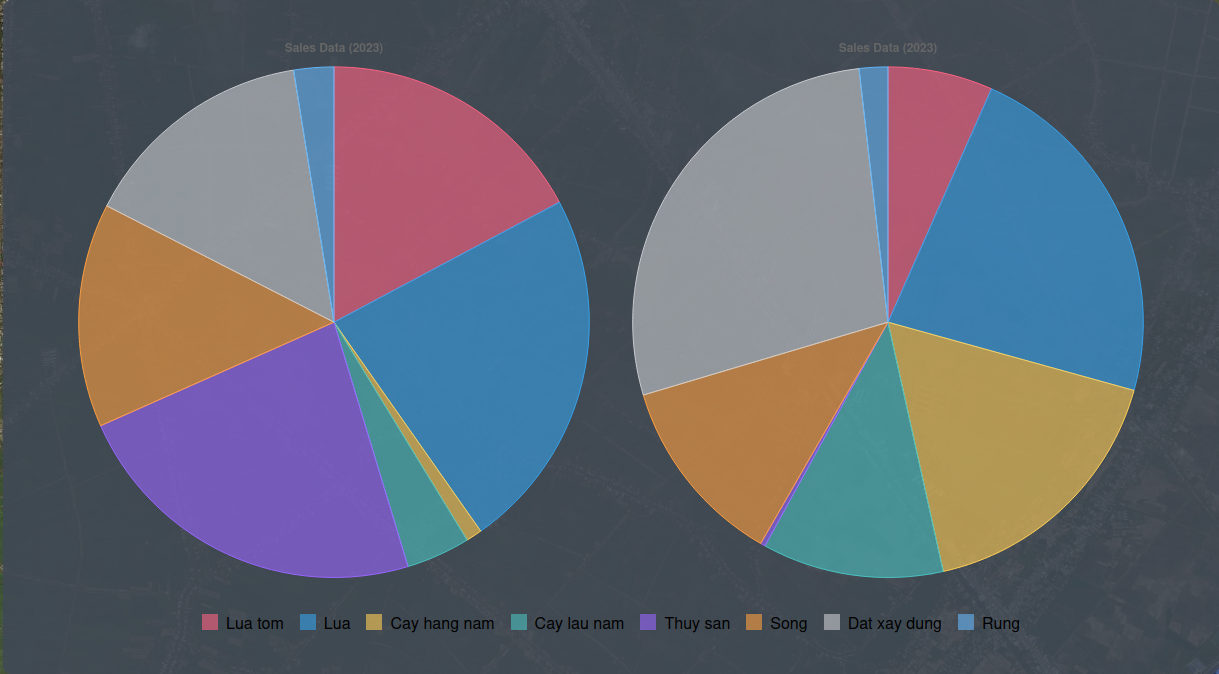 Sales Data (2023)
Sales Data (2023)
Lua tom Lua Cay hang nam Cay lau nam Thuy san Song Dat xay dung Rung